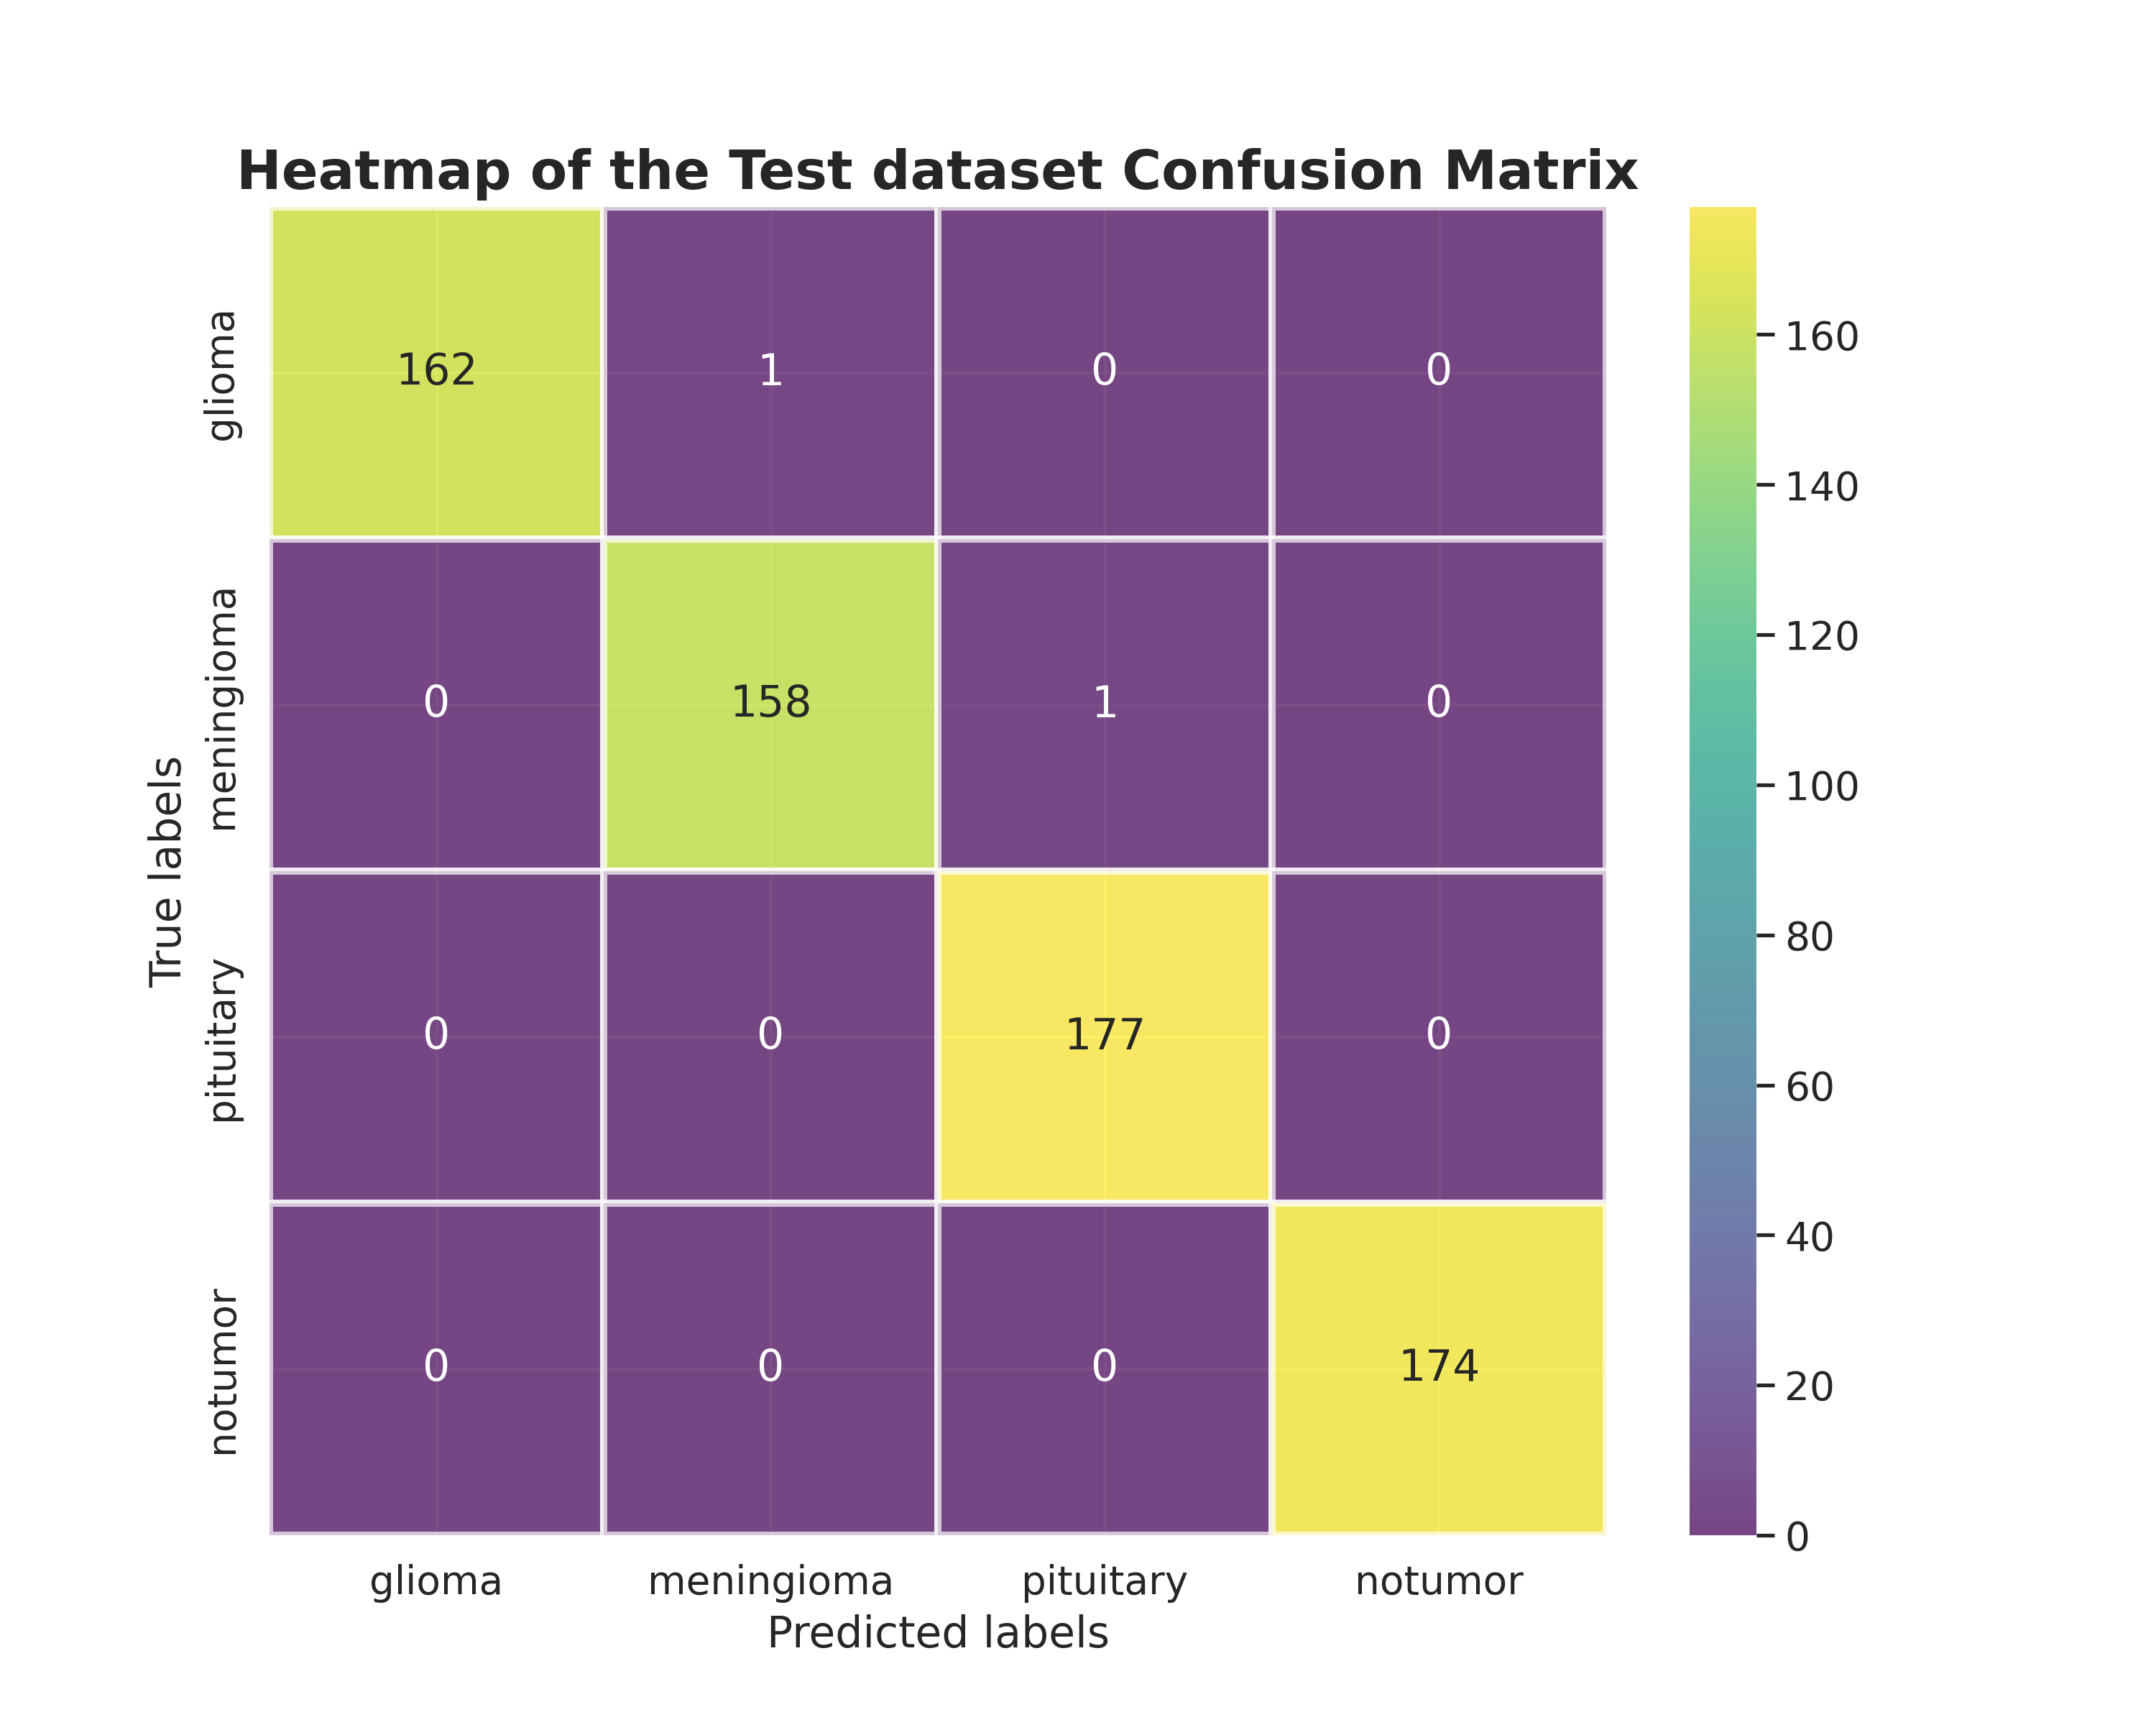 Heatmap of the Test dataset Confusion Matrix
True labels
glioma
162 1 0 0
meningioma
0 158 1 0
pituitary
0 0 177 0
notumor
0 0 0 174
glioma meningioma pituitary notumor
Predicted labels
160
140
120
100
80
60
40
20
0